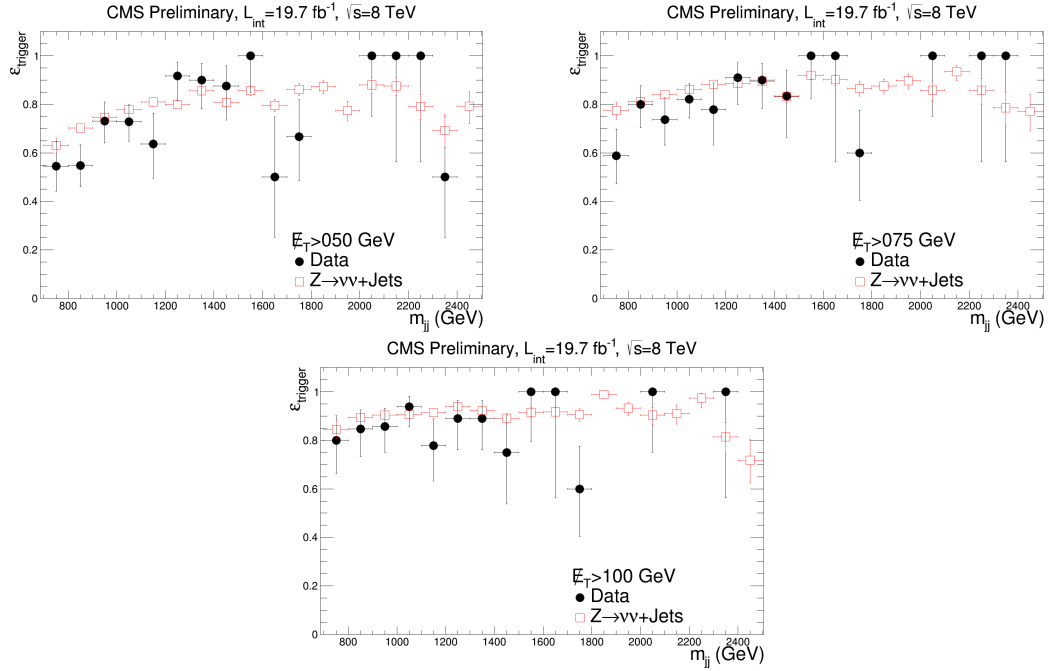 CMS Preliminary, L_int=19.7 fb⁻¹, √s=8 TeV
ε_trigger
1
0.8
0.6
0.4
0.2
0
E̸_T>050 GeV
Data
Z→νν+Jets
800 1000 1200 1400 1600 1800 2000 2200 2400
m_jj (GeV)
CMS Preliminary, L_int=19.7 fb⁻¹, √s=8 TeV
ε_trigger
1
0.8
0.6
0.4
0.2
0
E̸_T>075 GeV
Data
Z→νν+Jets
800 1000 1200 1400 1600 1800 2000 2200 2400
m_jj (GeV)
CMS Preliminary, L_int=19.7 fb⁻¹, √s=8 TeV
ε_trigger
1
0.8
0.6
0.4
0.2
0
E̸_T>100 GeV
Data
Z→νν+Jets
800 1000 1200 1400 1600 1800 2000 2200 2400
m_jj (GeV)